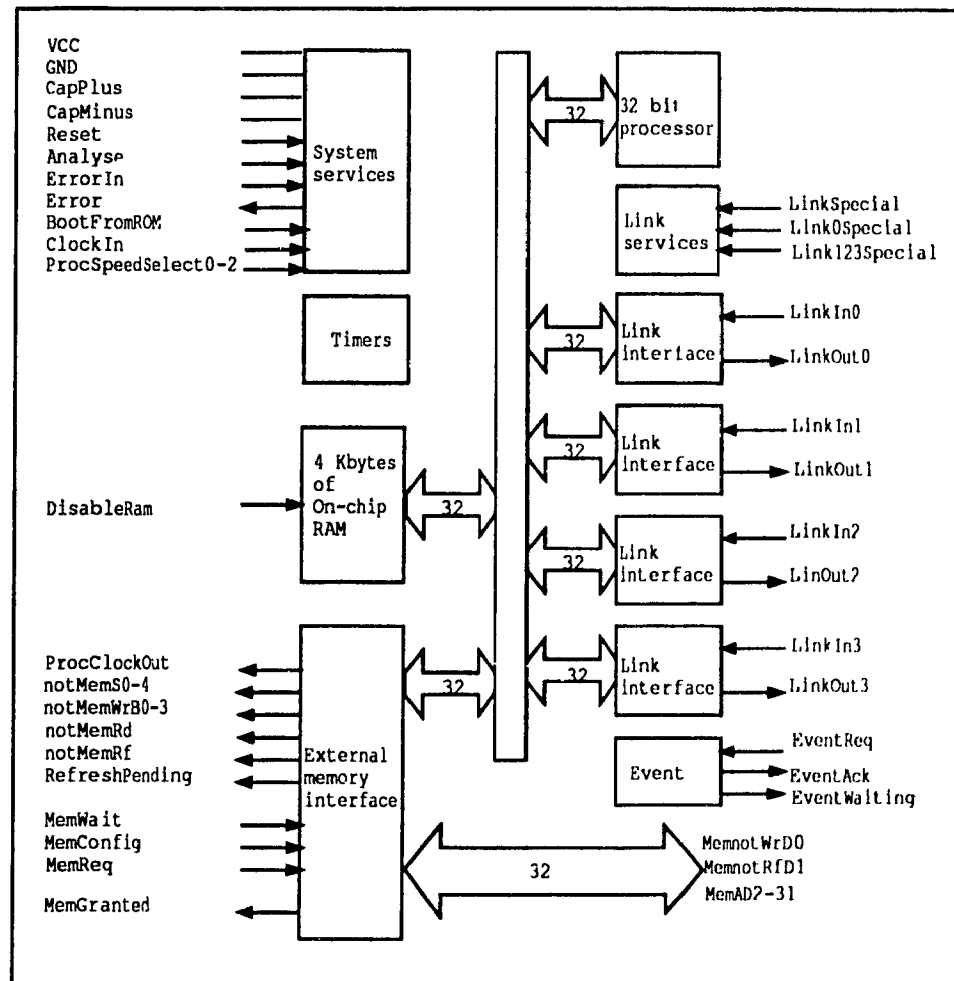 VCC
GND
CapPlus
CapMinus
Reset
Analyse
ErrorIn
Error
BootFromROM
ClockIn
ProcSpeedSelect0-2
System
services
Timers
DisableRam
4 Kbytes
of
On-chip
RAM
32
ProcClockOut
notMemS0-4
notMemWrB0-3
notMemRd
notMemRf
RefreshPending
MemWait
MemConfig
MemReq
MemGranted
External
memory
interface
32
32
32 bit
processor
32
Link
services
LinkSpecial
Link0Special
Link123Special
32
Link
interface
LinkIn0
LinkOut0
32
Link
interface
LinkIn1
LinkOut1
32
Link
interface
LinkIn2
LinOut2
32
Link
interface
LinkIn3
LinkOut3
Event
EventReq
EventAck
EventWaiting
MemnotWrD0
MemnotRfD1
MemAD2-31